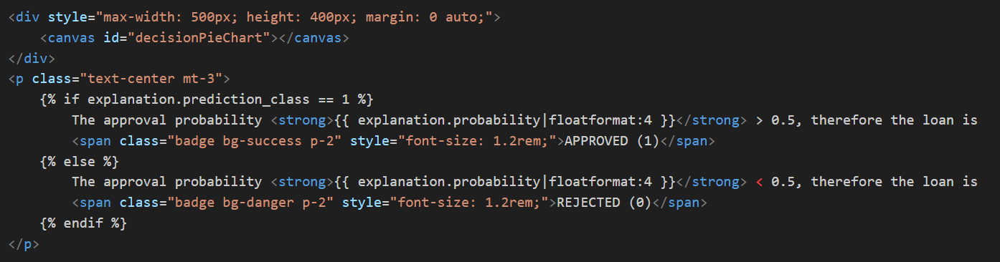 <div style="max-width: 500px; height: 400px; margin: 0 auto;">
    <canvas id="decisionPieChart"></canvas>
</div>
<p class="text-center mt-3">
    {% if explanation.prediction_class == 1 %}
        The approval probability <strong>{{ explanation.probability|floatformat:4 }}</strong> > 0.5, therefore the loan is
        <span class="badge bg-success p-2" style="font-size: 1.2rem;">APPROVED (1)</span>
    {% else %}
        The approval probability <strong>{{ explanation.probability|floatformat:4 }}</strong> < 0.5, therefore the loan is
        <span class="badge bg-danger p-2" style="font-size: 1.2rem;">REJECTED (0)</span>
    {% endif %}
</p>